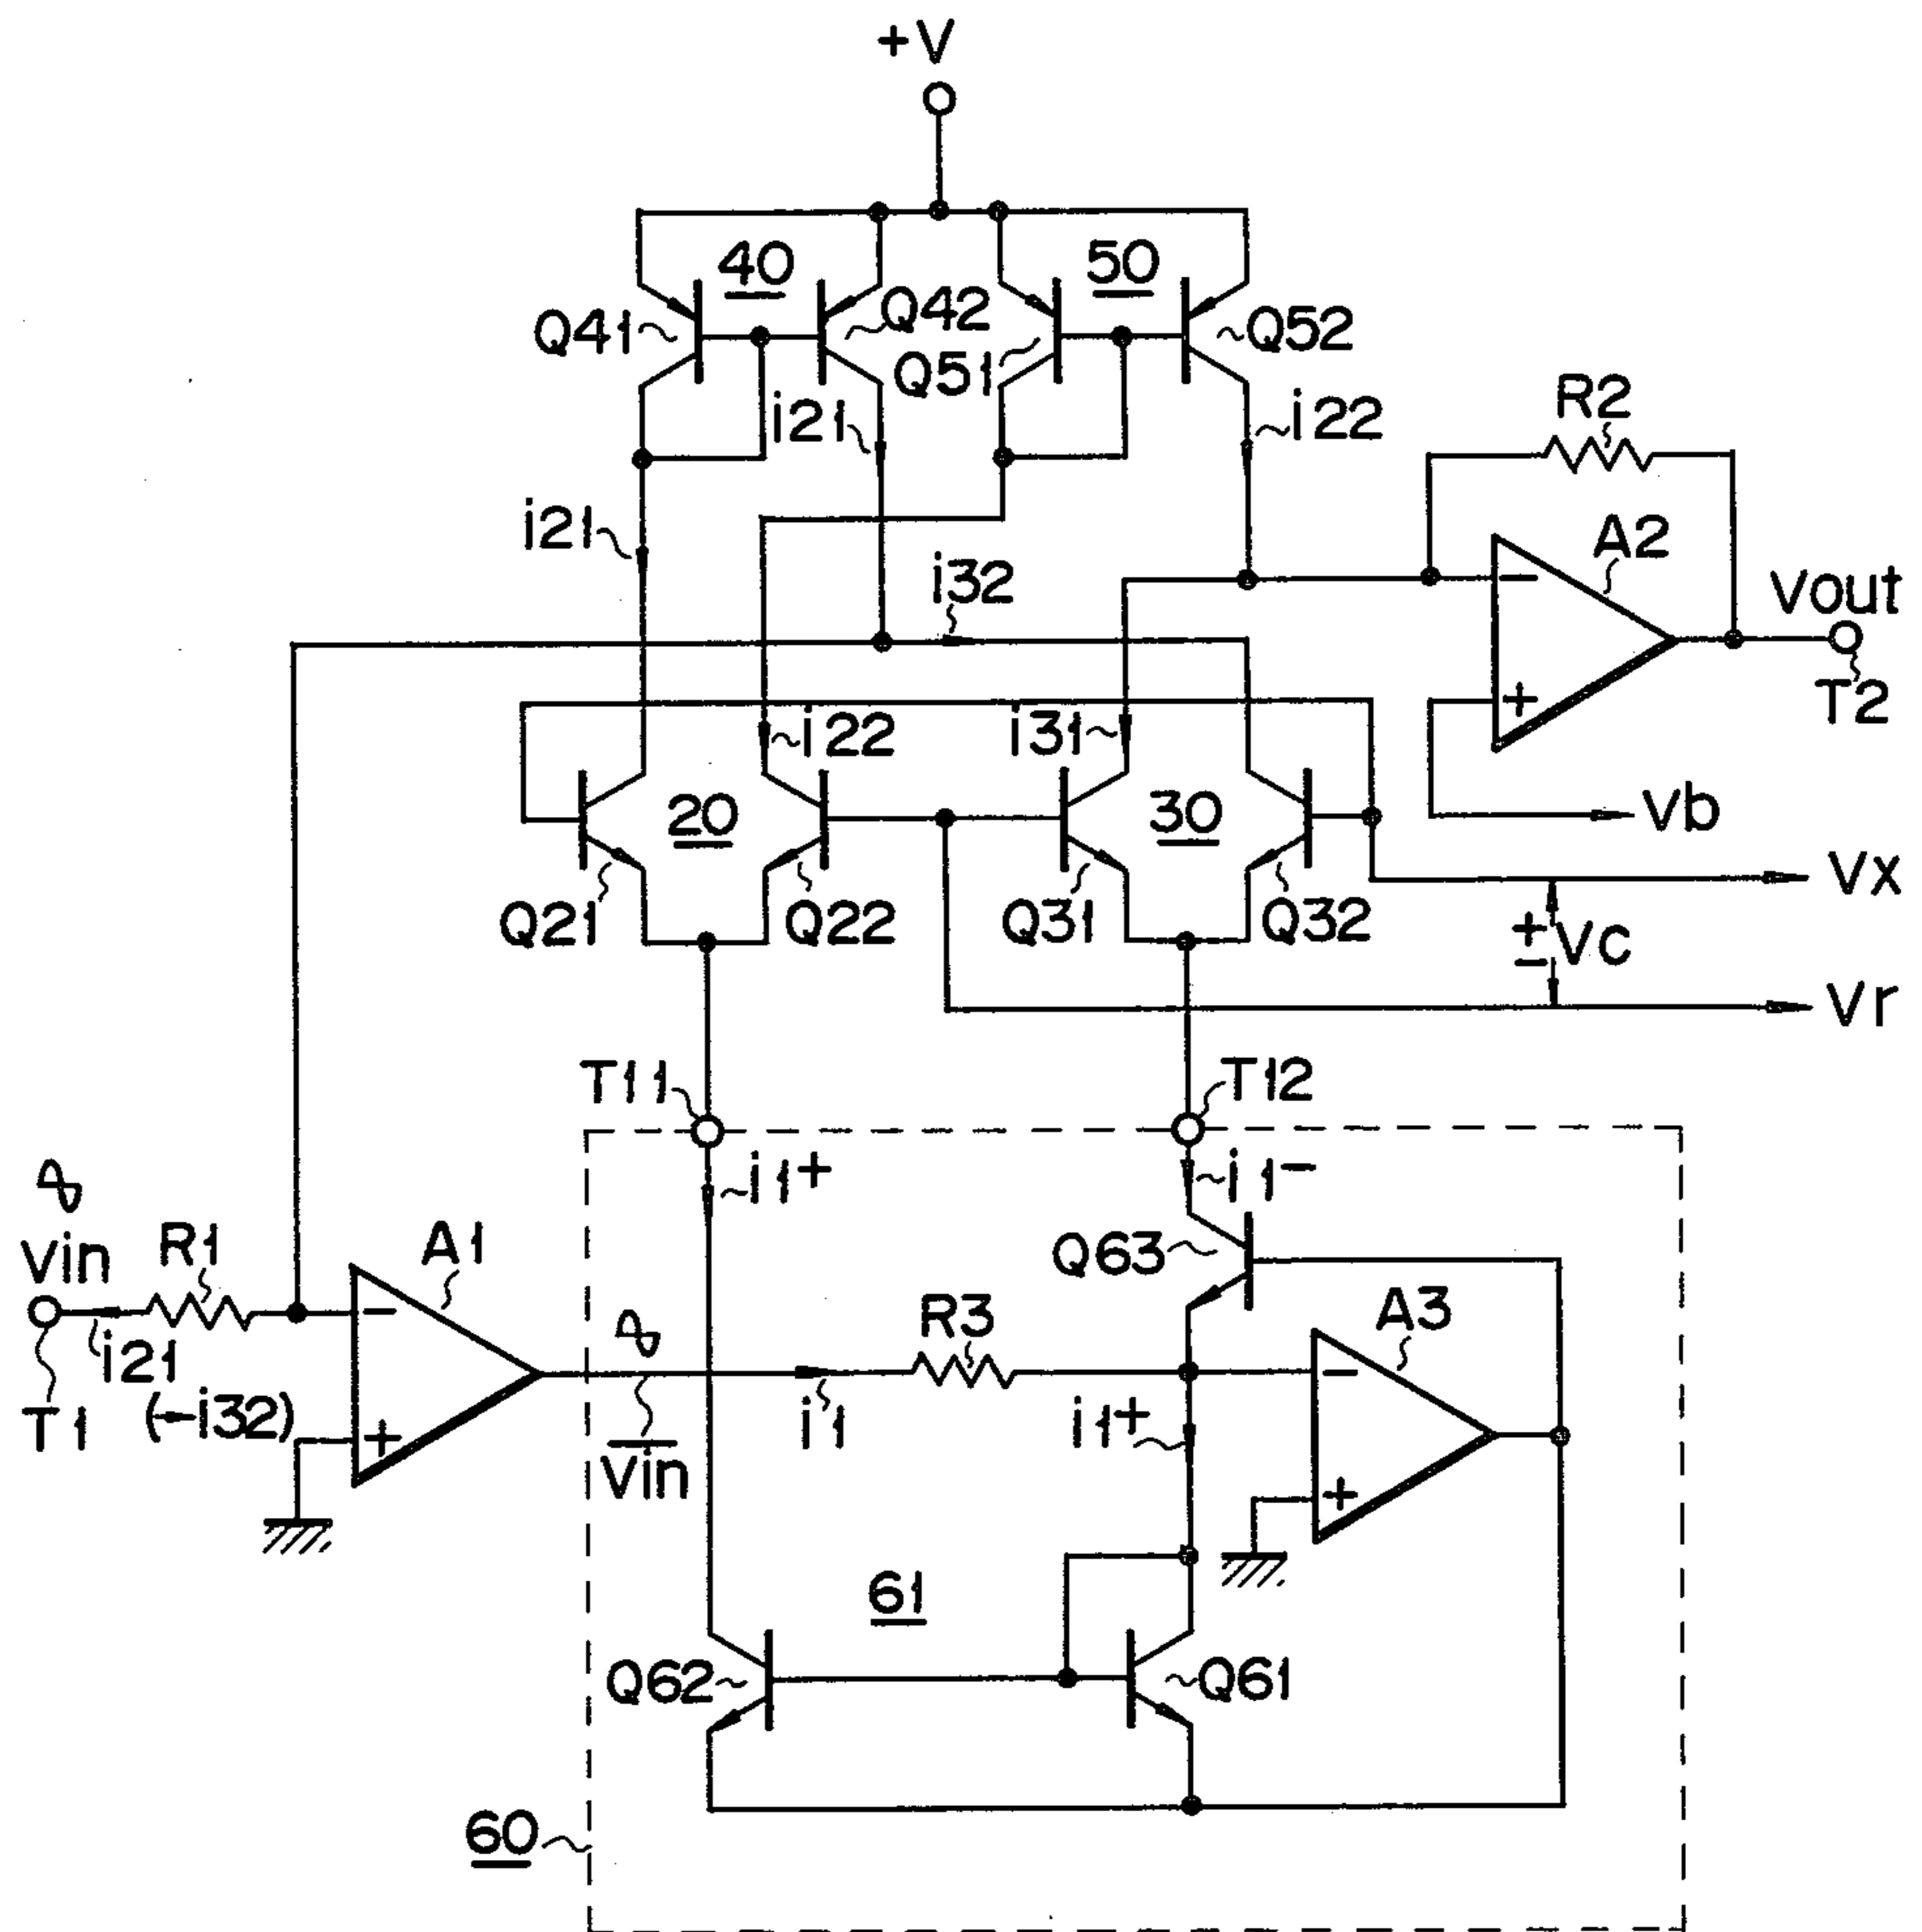 +V
40
50
Q41
Q42
Q51
Q52
i21
i22
R2
i21
A2
i32
Vout
T2
i22
i31
20
30
Vb
Vx
Q21
Q22
Q31
Q32
±Vc
Vr
T11
T12
i1+
i1-
Vin
R1
A1
Q63
R3
A3
i21
(-i32)
T1
i1
i1+
Vin
61
Q62
Q61
60
-
+
-
+
-
+